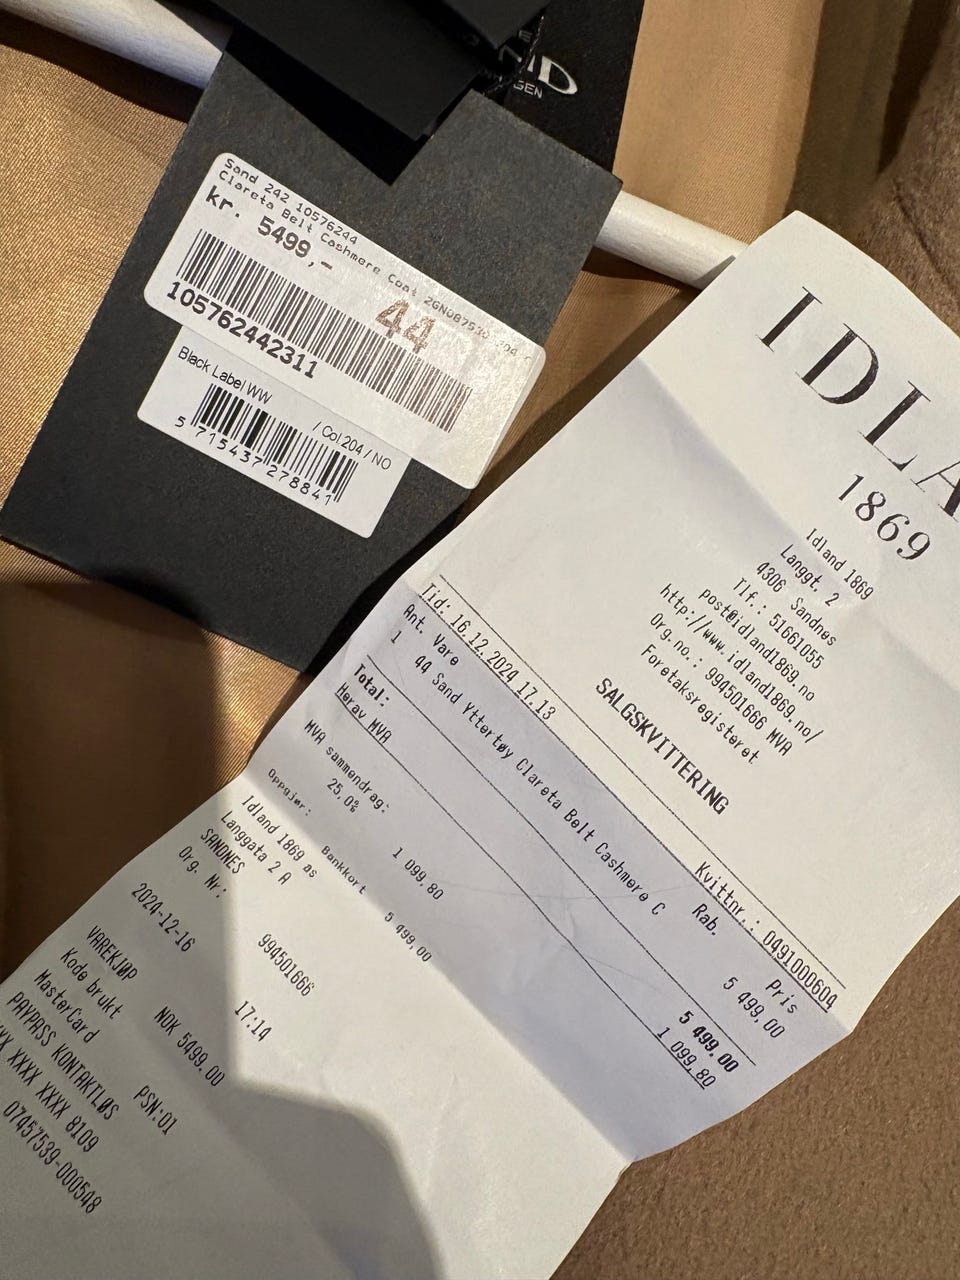 Sand 242 10576244
Clareta Belt Cashmere Coat
kr. 5499,-
44
105762442311
Black Label WW
/ Col 204 / NO
5 715437 278841
1869
Idland 1869
Langgt. 2
4306 Sandnes
Tlf.: 51661055
post@idland1869.no
http://www.idland1869.no/
Org.no.: 994501666 MVA
Foretaksregisteret
SALGSKVITTERING
Tid: 16.12.2024 17.13 Kvittnr.: 0491000604
Ant. Vare Rab. Pris
1 44 Sand Yttertøy Clareta Belt Cashmere C 5 499,00
Total: 5 499,00
Herav MVA 1 099,80
MVA sammendrag:
25,0% 1 099,80
Oppgjør: Bankkort 5 499,00
Idland 1869 as
Langgata 2 A
SANDNES
Org. Nr: 994501666
2024-12-16 17:14
VAREKJØP NOK 5499.00
Kode brukt PSN:01
MasterCard
PAYPASS KONTAKTLØS
XXXX XXXX 8109
07457539-000548